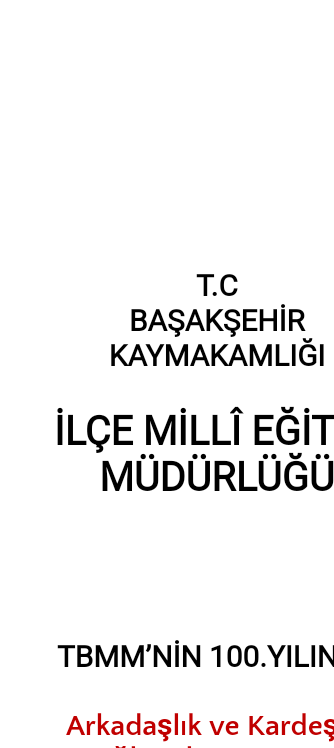 T.C
BAŞAKŞEHİR
KAYMAKAMLIĞI
İLÇE MİLLÎ EĞİT
MÜDÜRLÜĞÜ
TBMM’NİN 100.YILIN
Arkadaşlık ve Kardeş